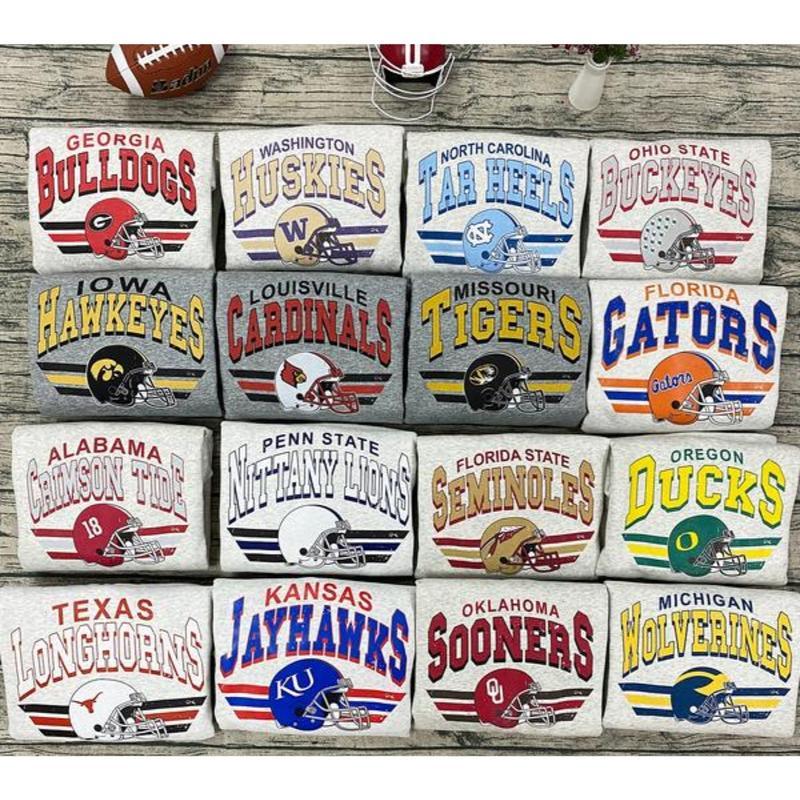 GEORGIA
BULLDOGS
G
WASHINGTON
HUSKIES
W
NORTH CAROLINA
TAR HEELS
NC
OHIO STATE
BUCKEYES
IOWA
HAWKEYES
LOUISVILLE
CARDINALS
MISSOURI
TIGERS
FLORIDA
GATORS
Gators
ALABAMA
CRIMSON TIDE
18
PENN STATE
NITTANY LIONS
FLORIDA STATE
SEMINOLES
OREGON
DUCKS
O
TEXAS
LONGHORNS
KANSAS
JAYHAWKS
KU
OKLAHOMA
SOONERS
OU
MICHIGAN
WOLVERINES